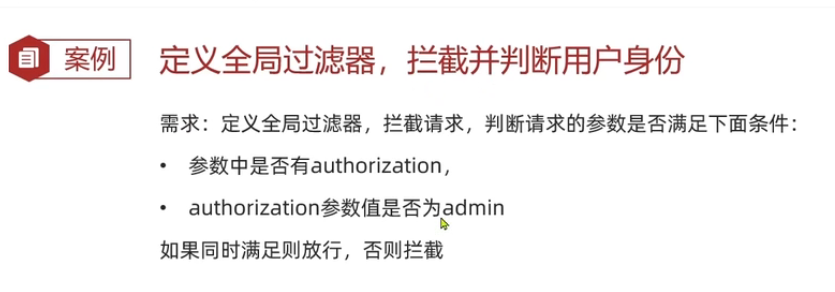 案例 定义全局过滤器，拦截并判断用户身份
需求：定义全局过滤器，拦截请求，判断请求的参数是否满足下面条件：
• 参数中是否有authorization，
• authorization参数值是否为admin
如果同时满足则放行，否则拦截